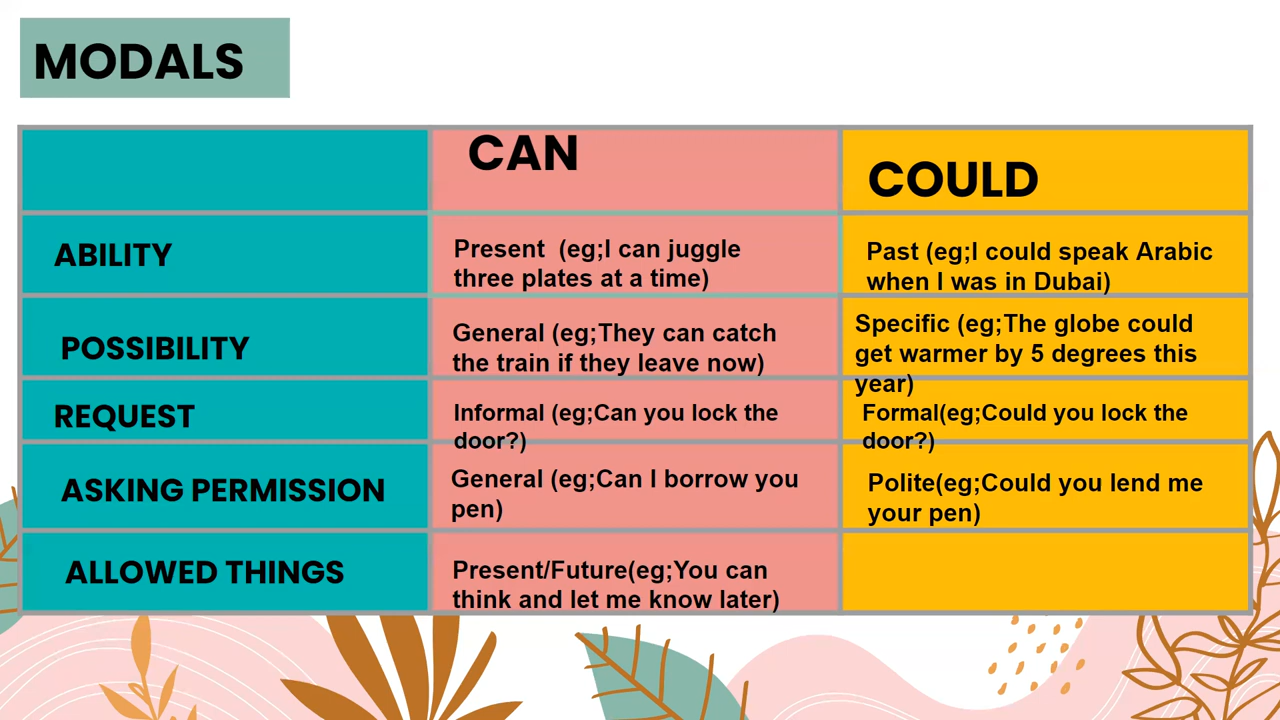 MODALS
CAN
COULD
ABILITY
Present  (eg;I can juggle
three plates at a time)
Past (eg;I could speak Arabic
when I was in Dubai)
POSSIBILITY
General (eg;They can catch
the train if they leave now)
Specific (eg;The globe could
get warmer by 5 degrees this
year)
REQUEST
Informal (eg;Can you lock the
door?)
Formal(eg;Could you lock the
door?)
ASKING PERMISSION
General (eg;Can I borrow you
pen)
Polite(eg;Could you lend me
your pen)
ALLOWED THINGS
Present/Future(eg;You can
think and let me know later)